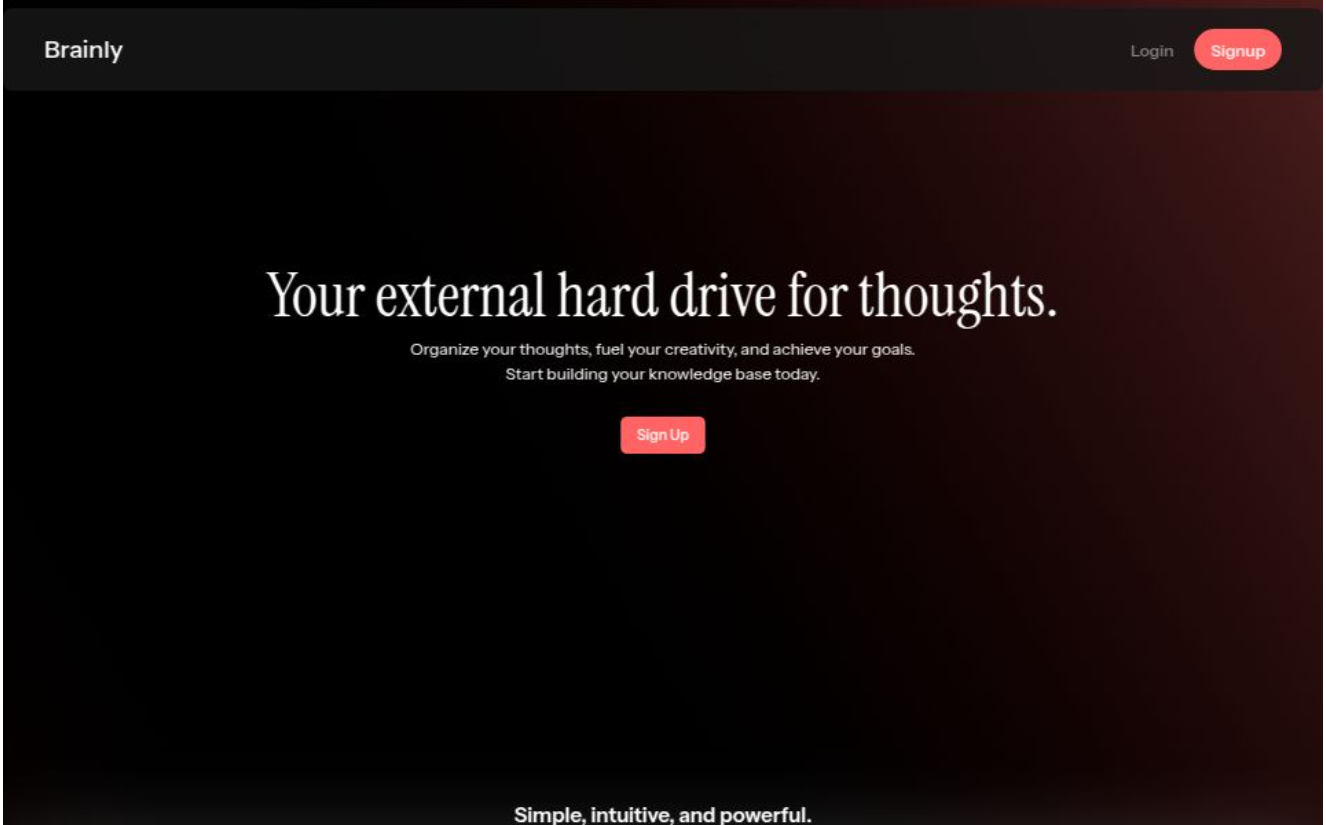 Brainly
Login
Signup
Your external hard drive for thoughts.
Organize your thoughts, fuel your creativity, and achieve your goals.
Start building your knowledge base today.
Sign Up
Simple, intuitive, and powerful.